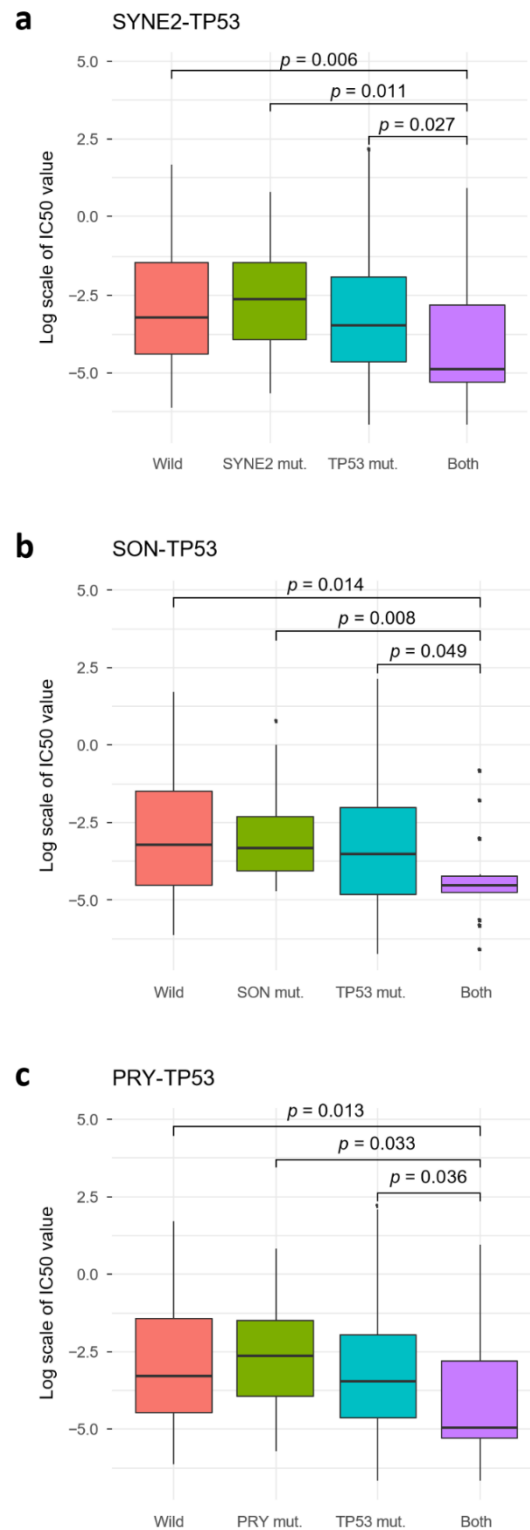 a
SYNE2-TP53
5.0
p = 0.006
p = 0.011
2.5
p = 0.027
0.0
−2.5
−5.0
Log scale of IC50 value
Wild SYNE2 mut. TP53 mut. Both
b
SON-TP53
5.0
p = 0.014
p = 0.008
2.5
p = 0.049
0.0
−2.5
−5.0
Log scale of IC50 value
Wild SON mut. TP53 mut. Both
c
PRY-TP53
5.0
p = 0.013
p = 0.033
2.5
p = 0.036
0.0
−2.5
−5.0
Log scale of IC50 value
Wild PRY mut. TP53 mut. Both